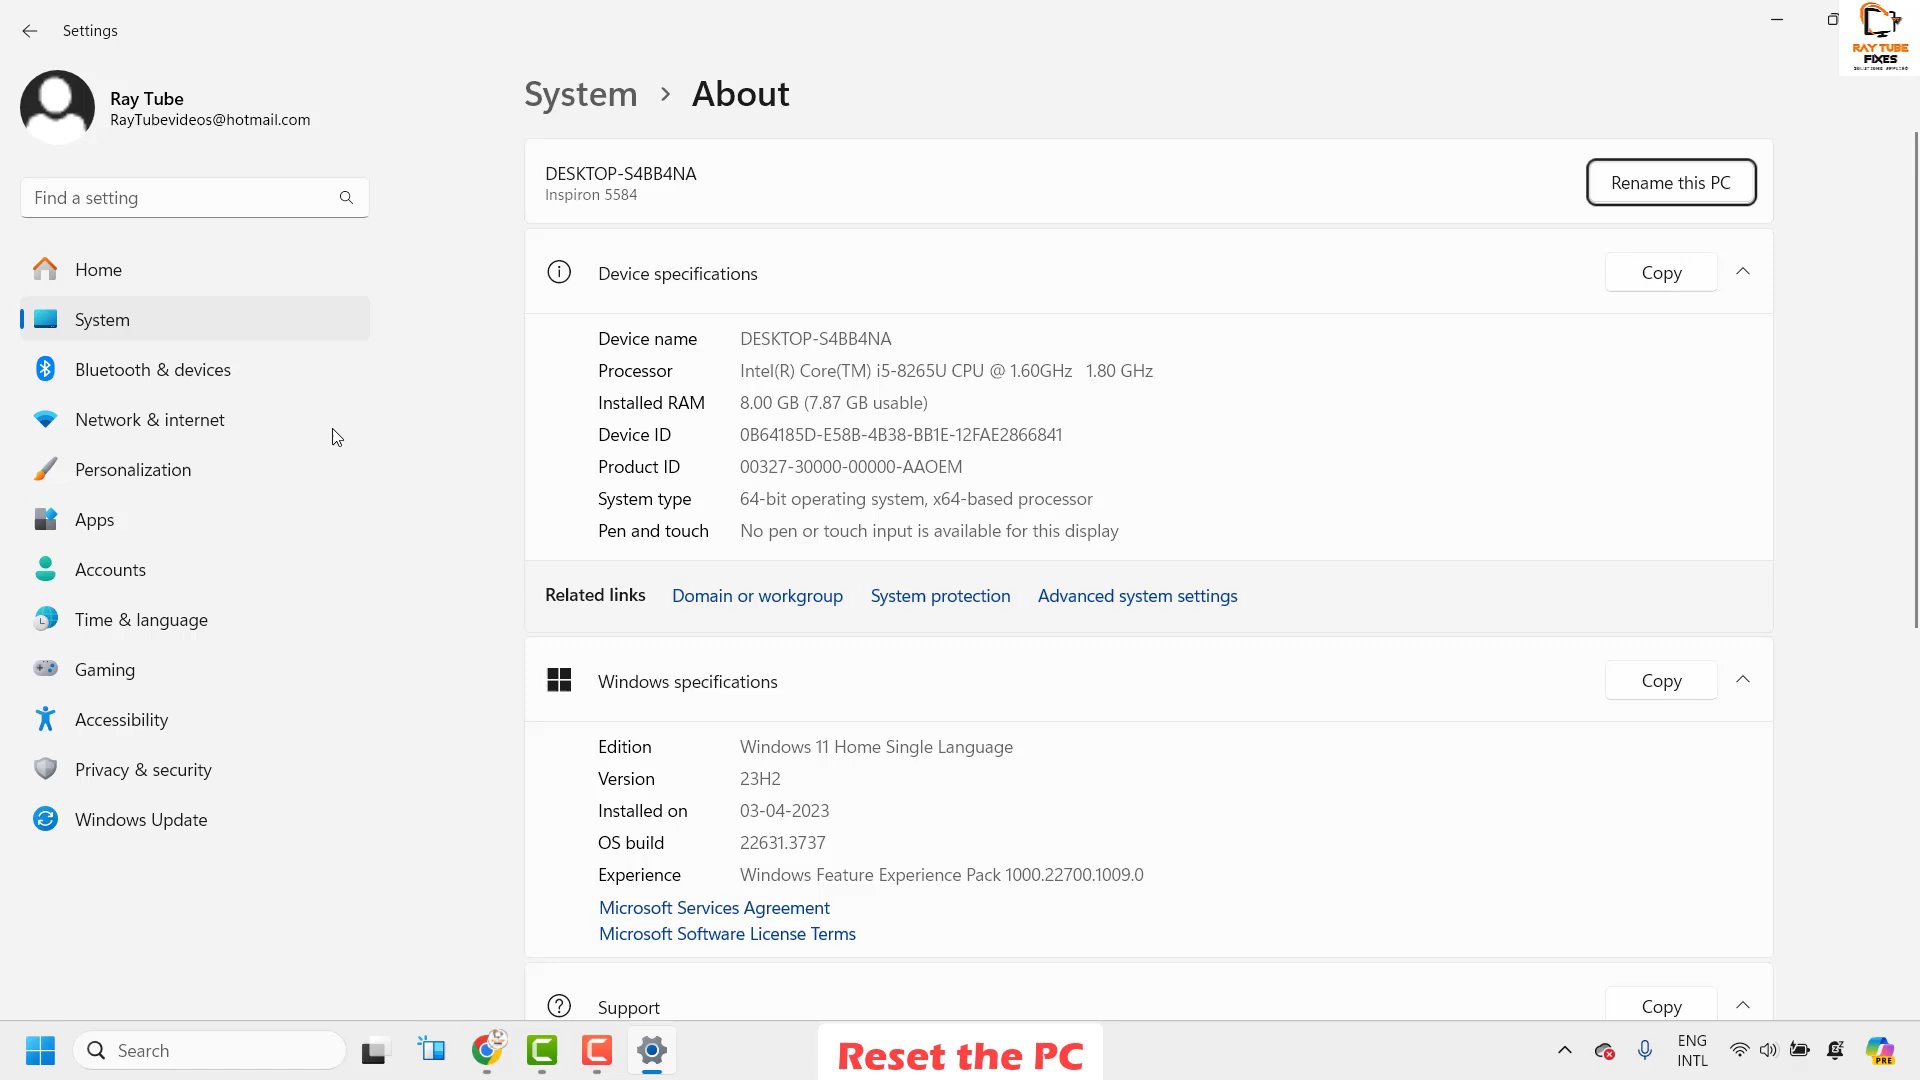 Settings
RAY TUBE
FIXES
Ray Tube
RayTubevideos@hotmail.com
Find a setting
Home
System
Bluetooth & devices
Network & internet
Personalization
Apps
Accounts
Time & language
Gaming
Accessibility
Privacy & security
Windows Update
System > About
DESKTOP-S4BB4NA
Inspiron 5584
Rename this PC
Device specifications
Copy
Device name DESKTOP-S4BB4NA
Processor Intel(R) Core(TM) i5-8265U CPU @ 1.60GHz 1.80 GHz
Installed RAM 8.00 GB (7.87 GB usable)
Device ID 0B64185D-E58B-4B38-BB1E-12FAE2866841
Product ID 00327-30000-00000-AAOEM
System type 64-bit operating system, x64-based processor
Pen and touch No pen or touch input is available for this display
Related links Domain or workgroup System protection Advanced system settings
Windows specifications
Copy
Edition Windows 11 Home Single Language
Version 23H2
Installed on 03-04-2023
OS build 22631.3737
Experience Windows Feature Experience Pack 1000.22700.1009.0
Microsoft Services Agreement
Microsoft Software License Terms
Support
Copy
Search
Reset the PC
ENG
INTL
PRE